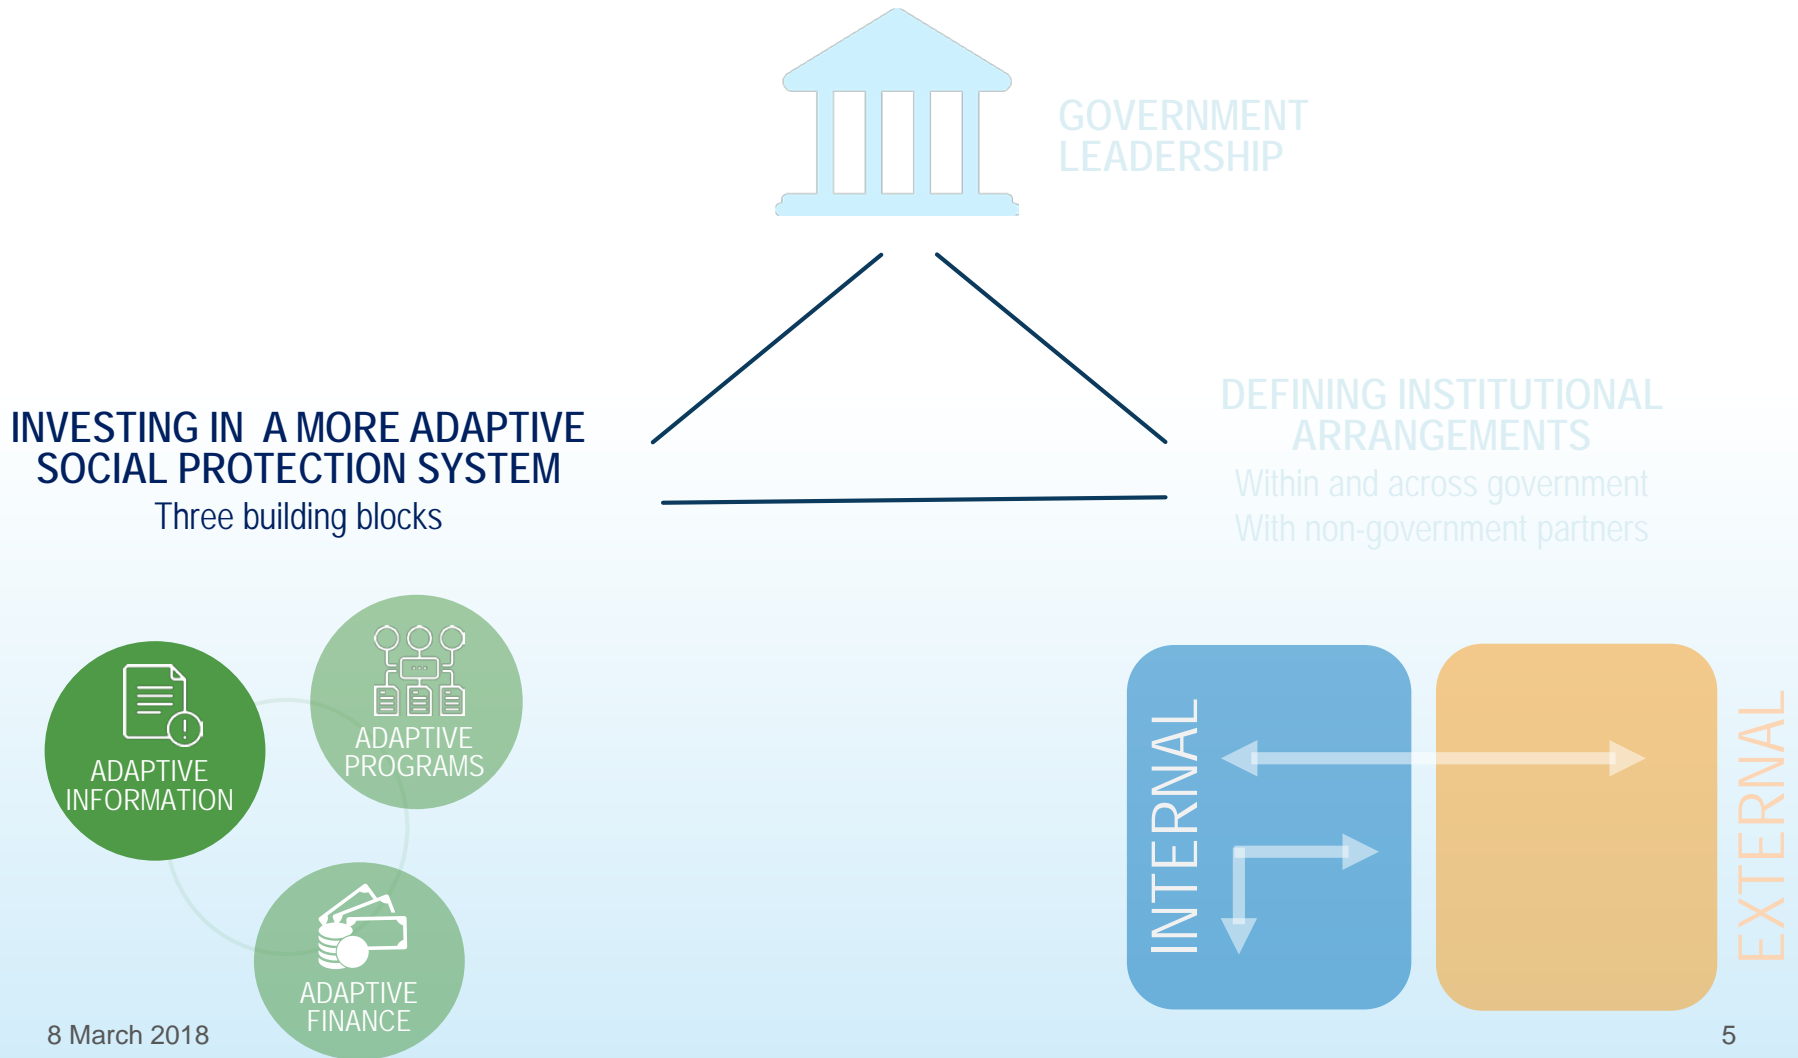 GOVERNMENT
LEADERSHIP
INVESTING IN  A MORE ADAPTIVE
SOCIAL PROTECTION SYSTEM
Three building blocks
DEFINING INSTITUTIONAL
ARRANGEMENTS
Within and across government
With non-government partners
ADAPTIVE
INFORMATION
ADAPTIVE
PROGRAMS
ADAPTIVE
FINANCE
INTERNAL
EXTERNAL
8 March 2018
5